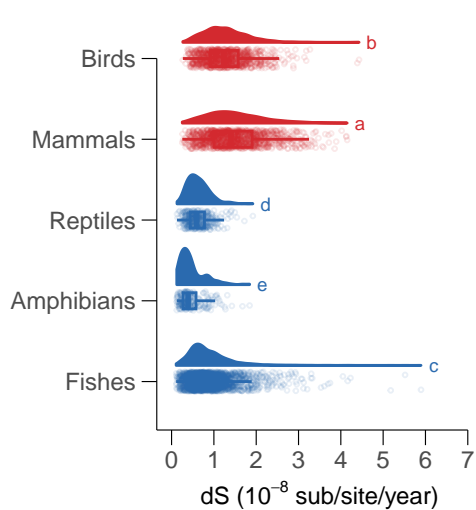 b
Birds
a
Mammals
d
Reptiles
e
Amphibians
c
Fishes
0 1 2 3 4 5 6 7
dS (10⁻⁸ sub/site/year)